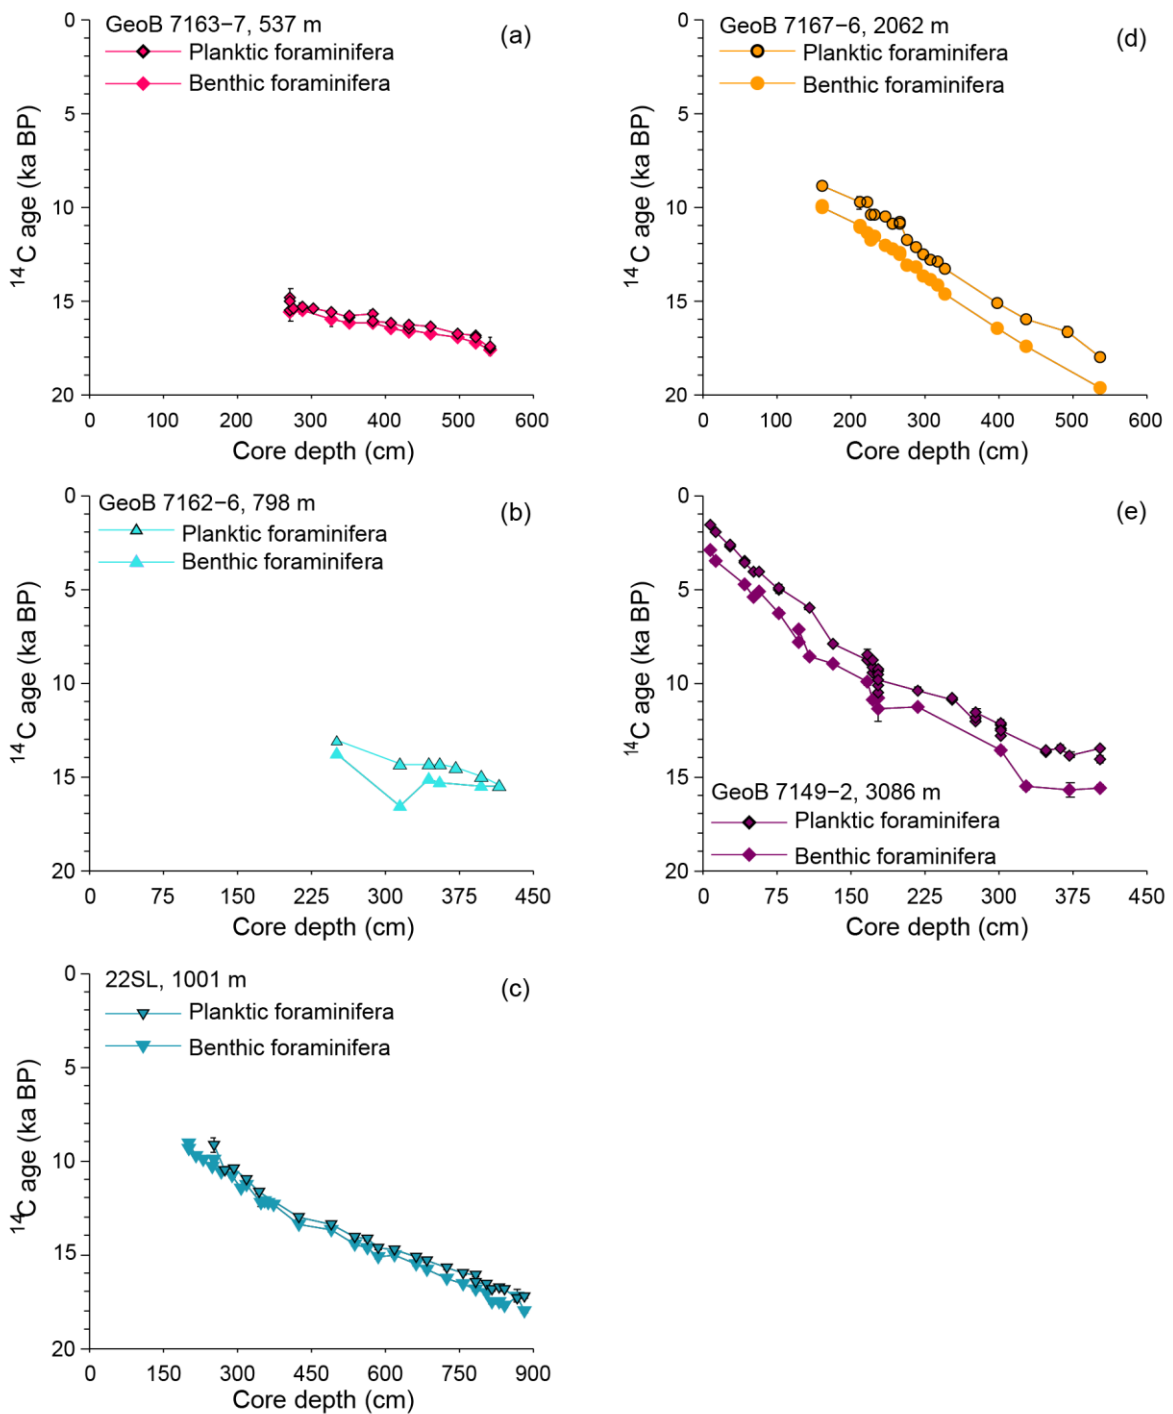 GeoB 7163−7, 537 m
(a)
Planktic foraminifera
Benthic foraminifera
0
5
10
15
20
14C age (ka BP)
0 100 200 300 400 500 600
Core depth (cm)
GeoB 7167−6, 2062 m
(d)
Planktic foraminifera
Benthic foraminifera
0
5
10
15
20
14C age (ka BP)
0 100 200 300 400 500 600
Core depth (cm)
GeoB 7162−6, 798 m
(b)
Planktic foraminifera
Benthic foraminifera
0
5
10
15
20
14C age (ka BP)
0 75 150 225 300 375 450
Core depth (cm)
(e)
GeoB 7149−2, 3086 m
Planktic foraminifera
Benthic foraminifera
0
5
10
15
20
14C age (ka BP)
0 75 150 225 300 375 450
Core depth (cm)
22SL, 1001 m
(c)
Planktic foraminifera
Benthic foraminifera
0
5
10
15
20
14C age (ka BP)
0 150 300 450 600 750 900
Core depth (cm)